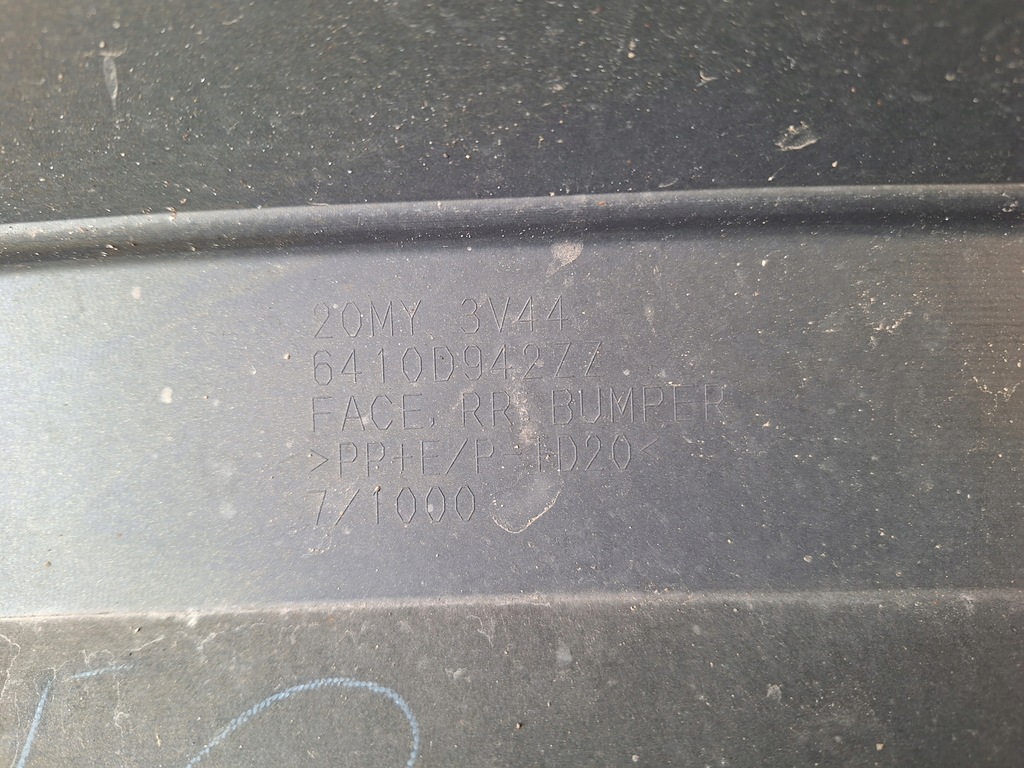 20MY 3V44
6410D942ZZ
FACE, RR BUMPER
>PP+E/P-TD20<
7/1000